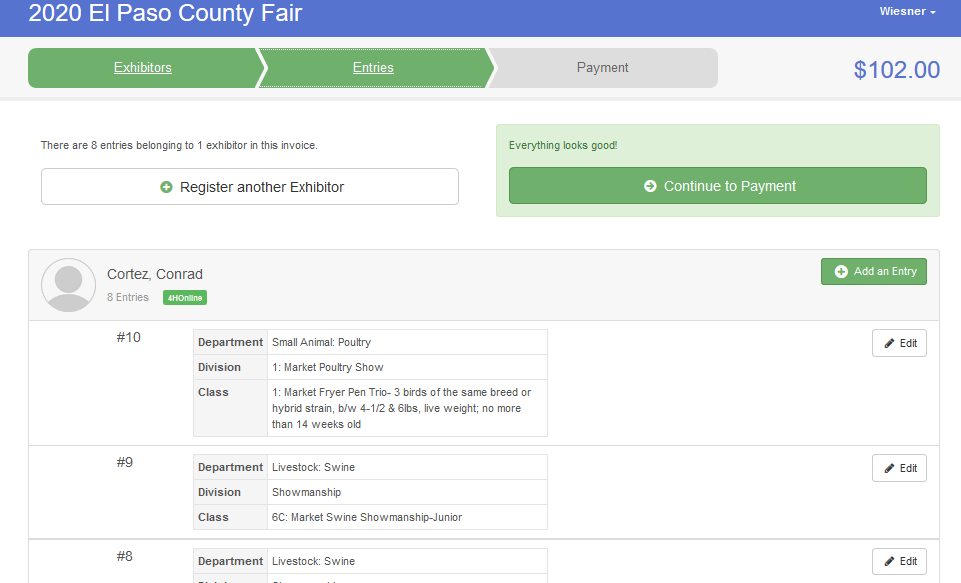 2020 El Paso County Fair
Wiesner
Exhibitors
Entries
Payment
$102.00
There are 8 entries belonging to 1 exhibitor in this invoice.
Register another Exhibitor
Everything looks good!
Continue to Payment
Cortez, Conrad
8 Entries 4HOnline
Add an Entry
#10
Department Small Animal: Poultry
Division 1: Market Poultry Show
Class 1: Market Fryer Pen Trio- 3 birds of the same breed or
hybrid strain, b/w 4-1/2 & 6lbs, live weight; no more
than 14 weeks old
Edit
#9
Department Livestock: Swine
Division Showmanship
Class 6C: Market Swine Showmanship-Junior
Edit
#8
Department Livestock: Swine
Edit